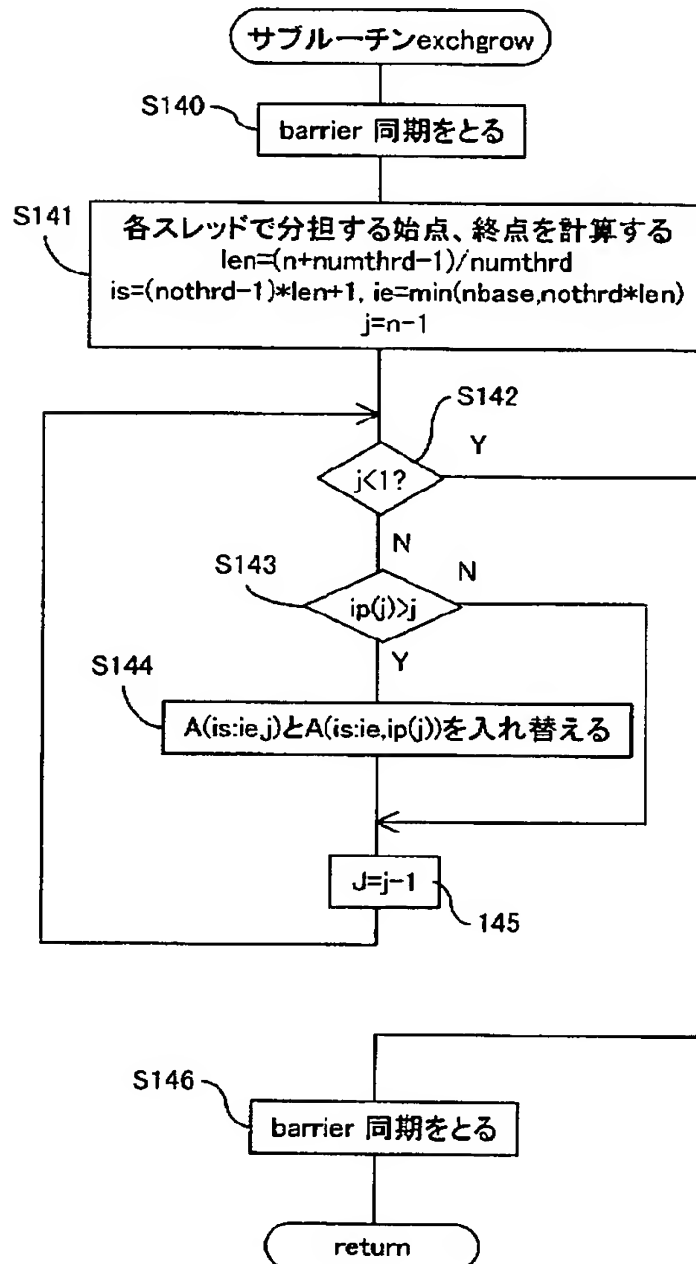 サブルーチンexchgrow
S140
barrier 同期をとる
S141
各スレッドで分担する始点、終点を計算する
len=(n+numthrd-1)/numthrd
is=(nothrd-1)*len+1, ie=min(nbase,nothrd*len)
j=n-1
S142
j<1?
Y
N
S143
ip(j)>j
N
Y
S144
A(is:ie,j)とA(is:ie,ip(j))を入れ替える
J=j-1
145
S146
barrier 同期をとる
return